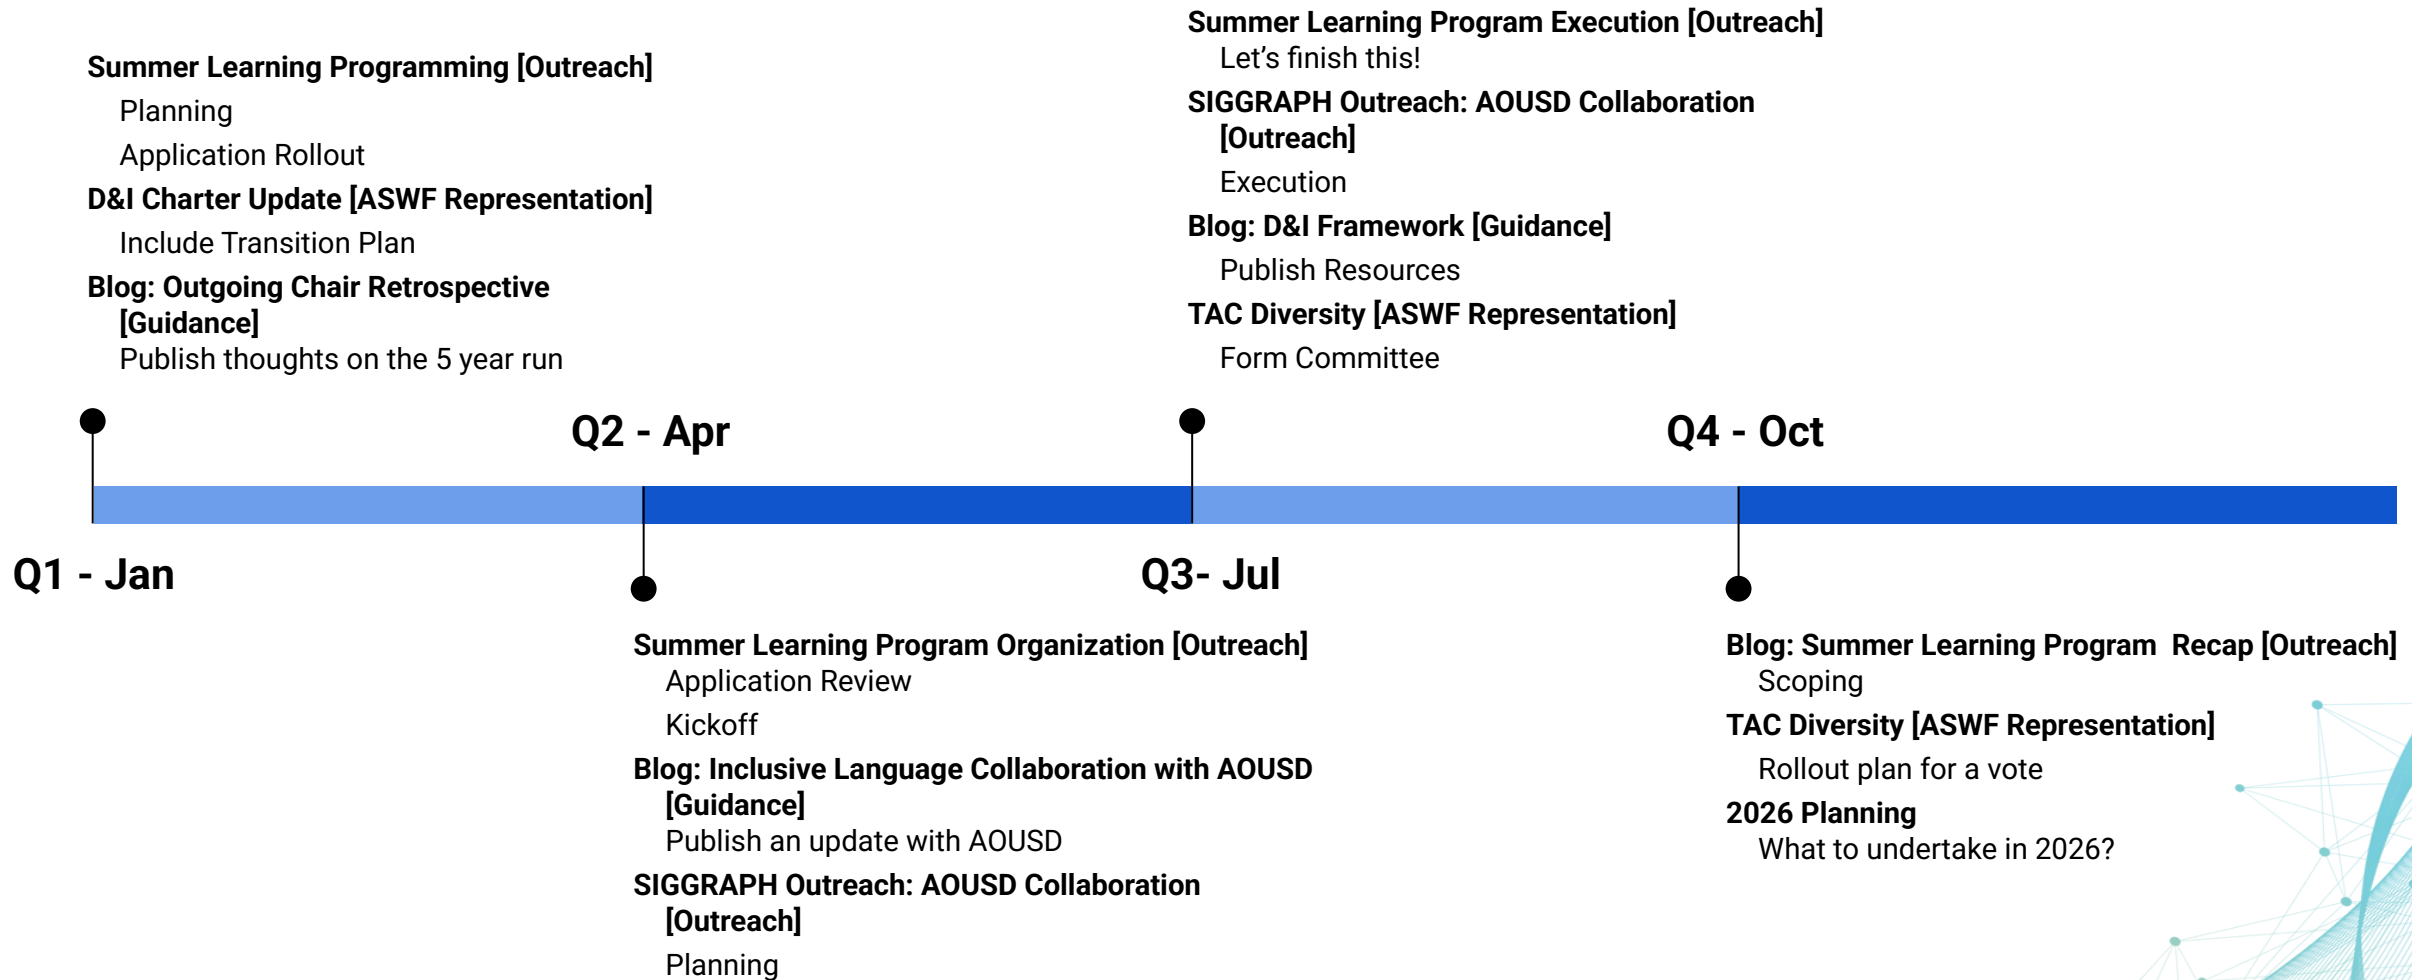 Summer Learning Programming [Outreach]
Planning
Application Rollout
D&I Charter Update [ASWF Representation]
Include Transition Plan
Blog: Outgoing Chair Retrospective
[Guidance]
Publish thoughts on the 5 year run
Summer Learning Program Execution [Outreach]
Let’s finish this!
SIGGRAPH Outreach: AOUSD Collaboration
[Outreach]
Execution
Blog: D&I Framework [Guidance]
Publish Resources
TAC Diversity [ASWF Representation]
Form Committee
Q2 - Apr
Q4 - Oct
Q1 - Jan
Q3- Jul
Summer Learning Program Organization [Outreach]
Application Review
Kickoff
Blog: Inclusive Language Collaboration with AOUSD
[Guidance]
Publish an update with AOUSD
SIGGRAPH Outreach: AOUSD Collaboration
[Outreach]
Planning
Blog: Summer Learning Program  Recap [Outreach]
Scoping
TAC Diversity [ASWF Representation]
Rollout plan for a vote
2026 Planning
What to undertake in 2026?